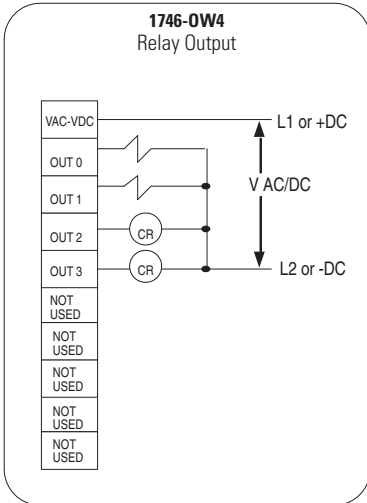 1746-OW4
Relay Output
VAC-VDC
L1 or +DC
OUT 0
OUT 1
V AC/DC
OUT 2
CR
OUT 3
CR
L2 or -DC
NOT
USED
NOT
USED
NOT
USED
NOT
USED
NOT
USED